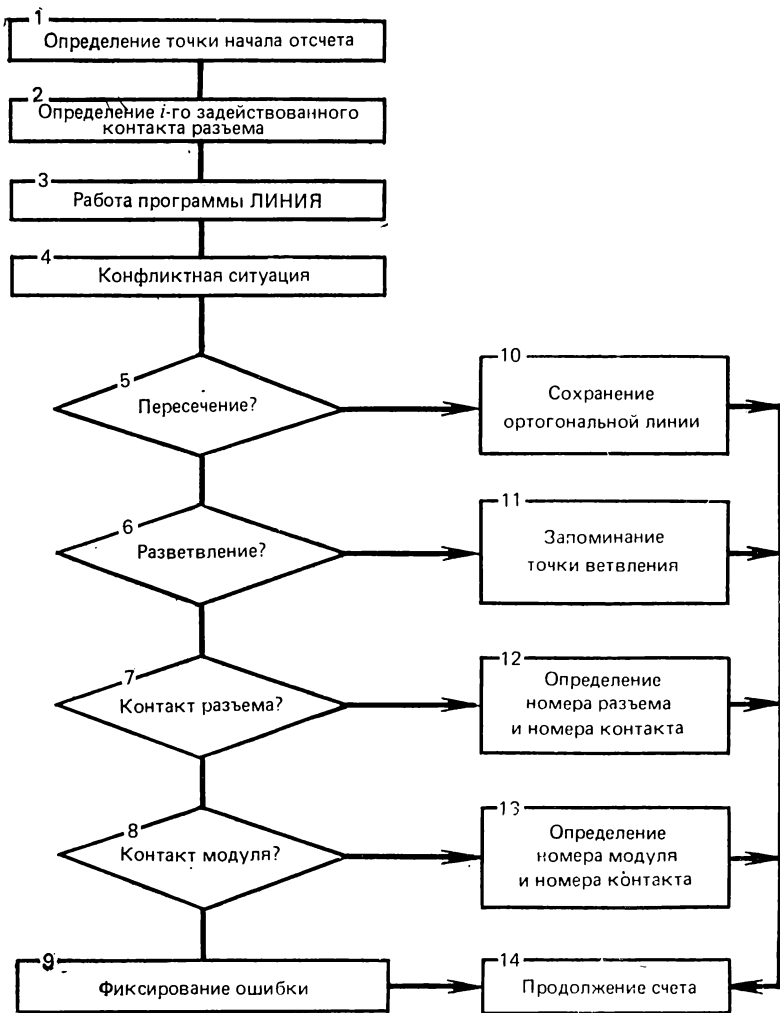 1
Определение точки начала отсчета
2
Определение i-го задействованного
контакта разъема
3
Работа программы ЛИНИЯ
4
Конфликтная ситуация
5
Пересечение?
10
Сохранение
ортогональной линии
6
Разветвление?
11
Запоминание
точки ветвления
7
Контакт разъема?
12
Определение
номера разъема
и номера контакта
8
Контакт модуля?
13
Определение
номера модуля
и номера контакта
9
Фиксирование ошибки
14
Продолжение счета